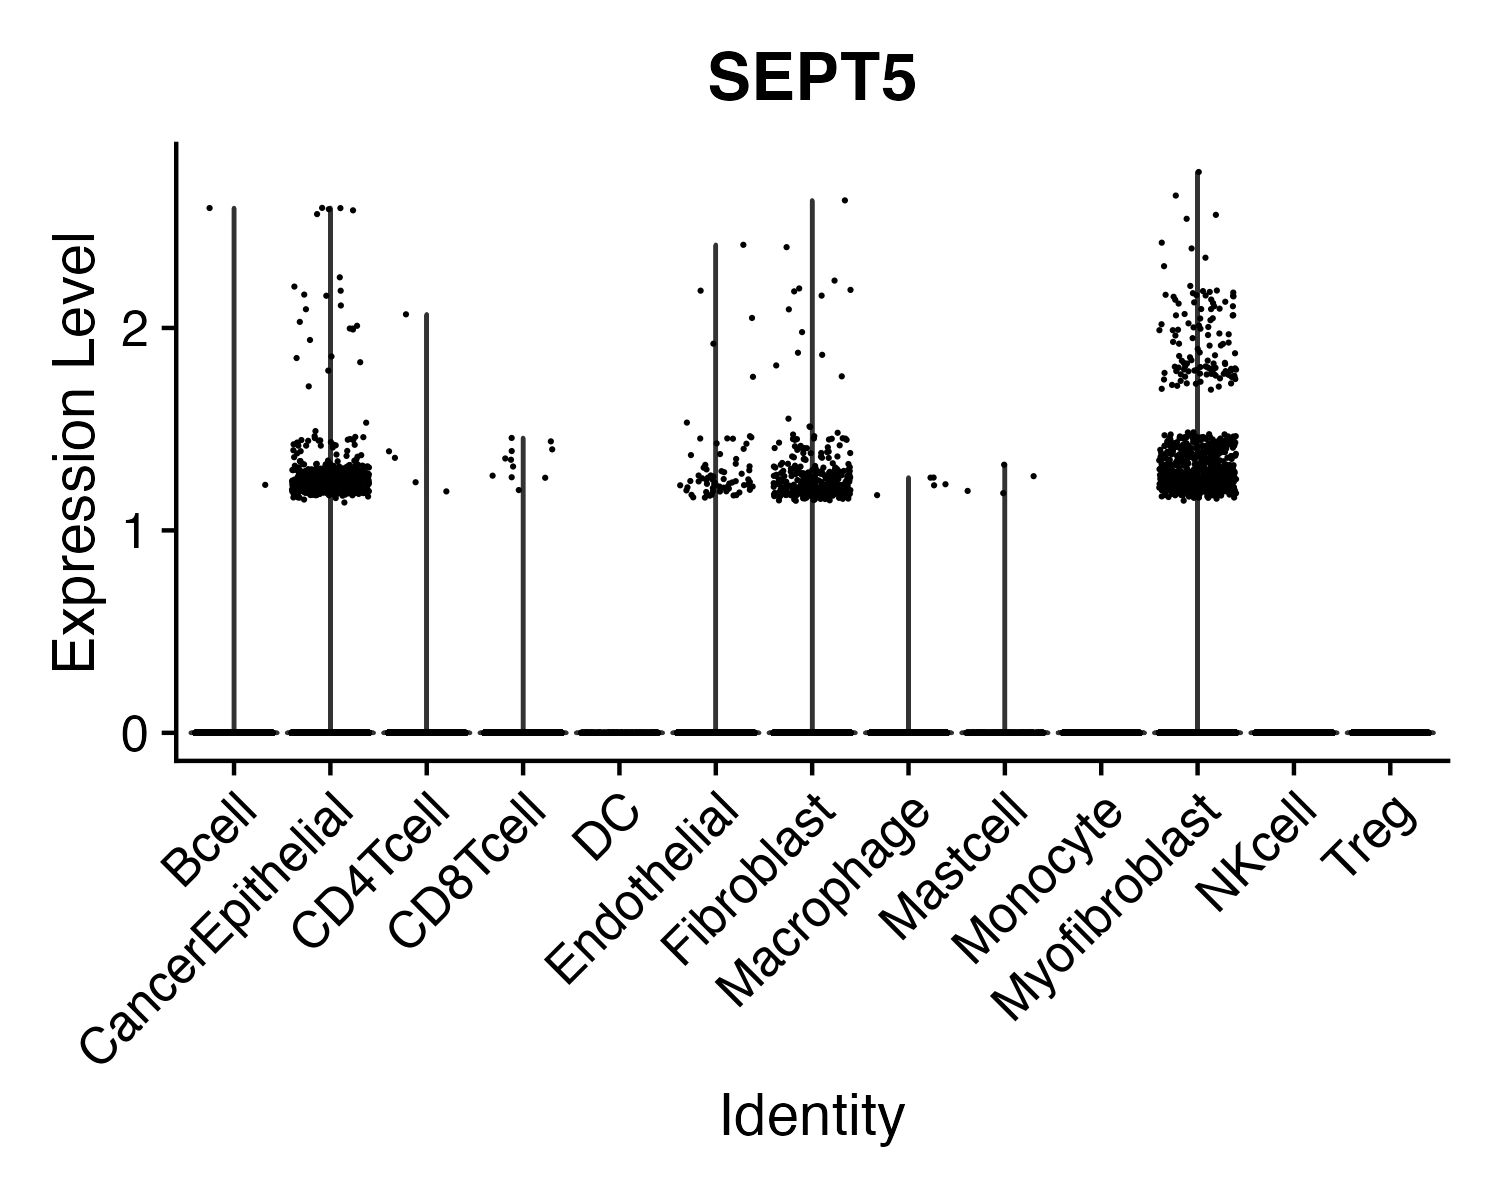 SEPT5
Expression Level
2
1
0
Bcell
CancerEpithelial
CD4Tcell
CD8Tcell
DC
Endothelial
Fibroblast
Macrophage
Mastcell
Monocyte
Myofibroblast
NKcell
Treg
Identity